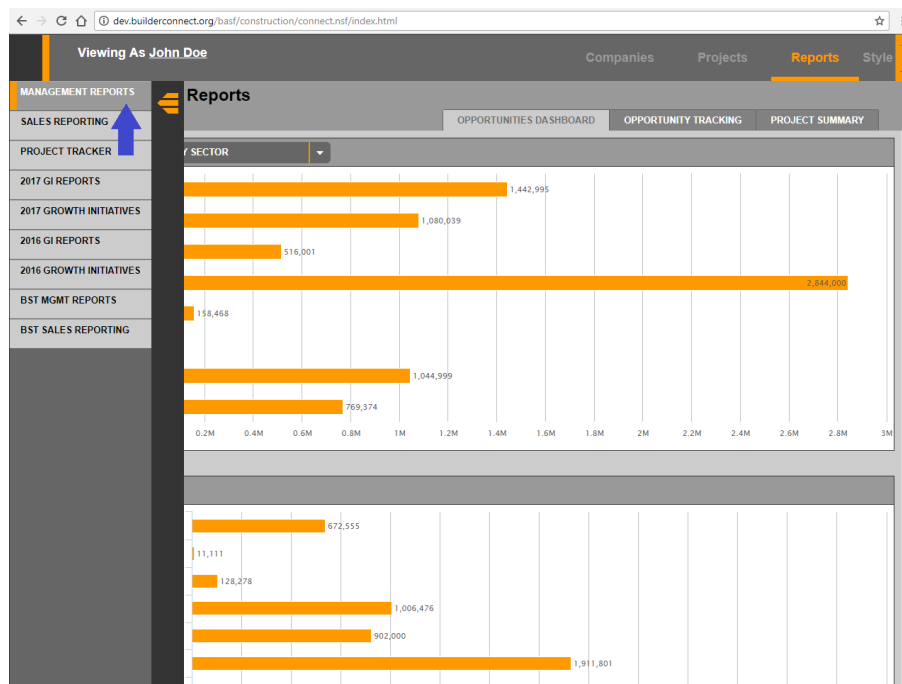 dev.builderconnect.org/basf/construction/connect.nsf/index.html
Viewing As John Doe
Companies Projects Reports Style
MANAGEMENT REPORTS
SALES REPORTING
PROJECT TRACKER
2017 GI REPORTS
2017 GROWTH INITIATIVES
2016 GI REPORTS
2016 GROWTH INITIATIVES
BST MGMT REPORTS
BST SALES REPORTING
Reports
OPPORTUNITIES DASHBOARD OPPORTUNITY TRACKING PROJECT SUMMARY
SECTOR
1,442,995
1,080,039
516,001
2,844,000
158,468
1,044,999
769,374
0.2M 0.4M 0.6M 0.8M 1M 1.2M 1.4M 1.6M 1.8M 2M 2.2M 2.4M 2.6M 2.8M 3M
672,555
11,111
128,278
1,006,476
902,000
1,911,801